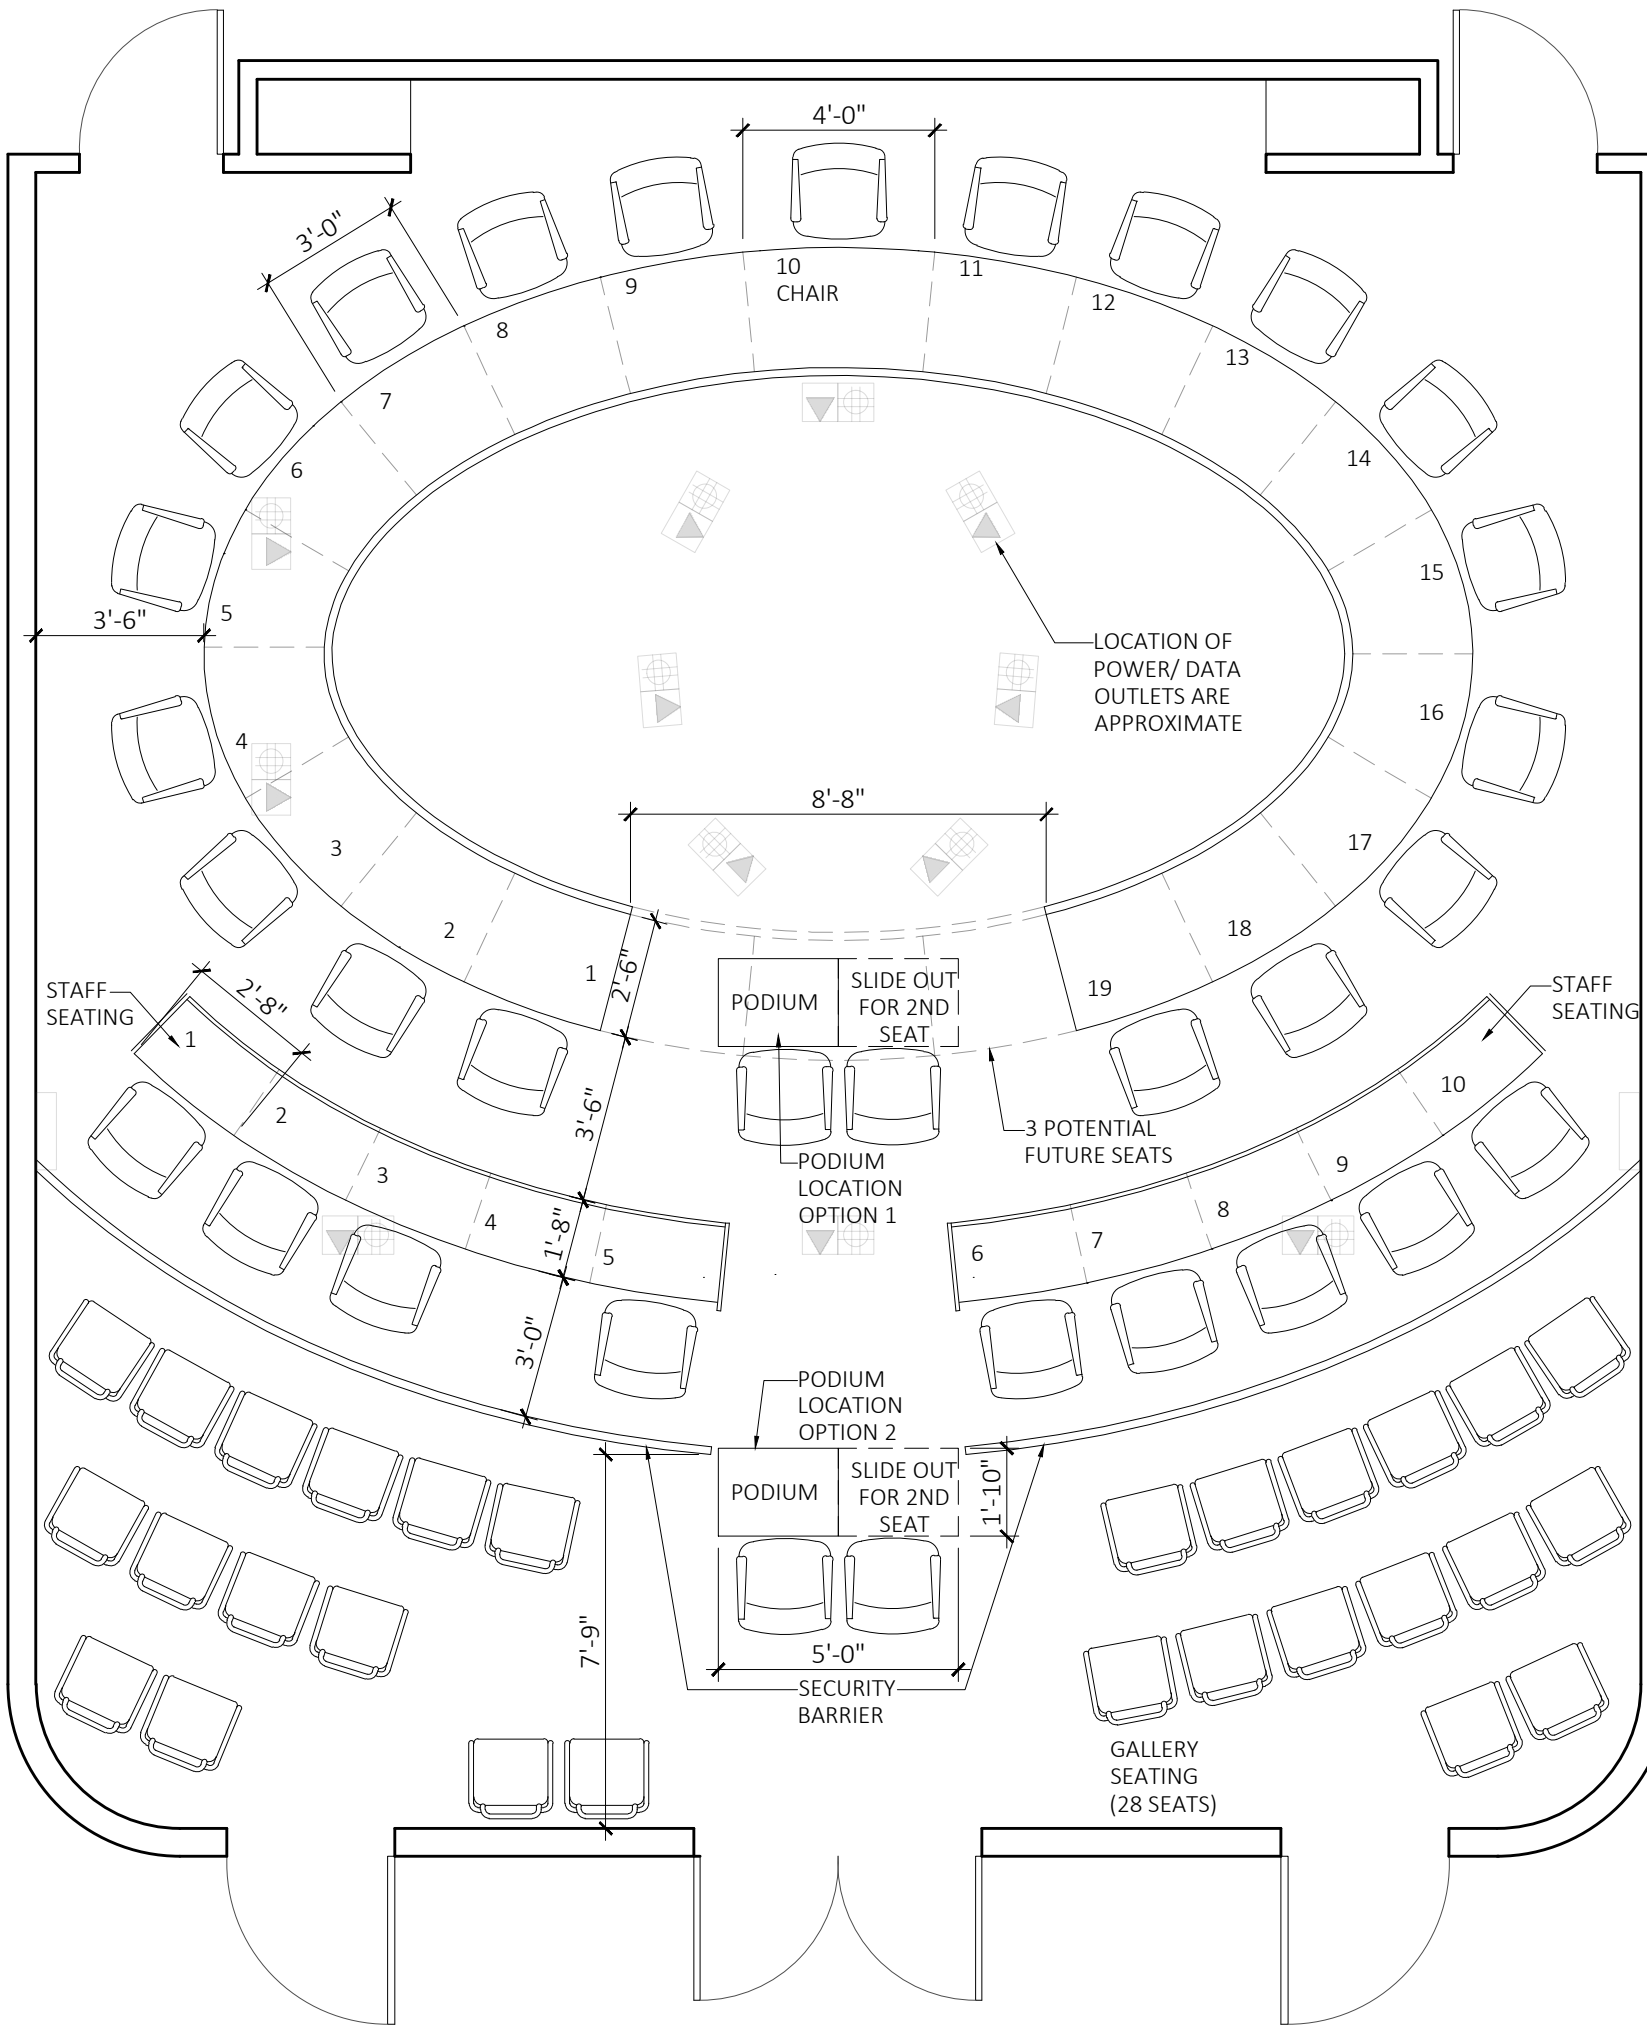 4'-0"
3'-0"
10
CHAIR
11
9
12
8
13
7
14
6
15
5
3'-6"
LOCATION OF
POWER/ DATA
OUTLETS ARE
APPROXIMATE
4
16
8'-8"
3
17
2
18
1
2'-6"
19
PODIUM
SLIDE OUT
FOR 2ND
SEAT
STAFF
SEATING
2'-8"
1
STAFF
SEATING
10
2
3'-6"
3 POTENTIAL
FUTURE SEATS
PODIUM
LOCATION
OPTION 1
3
9
4
8
1'-8"
5
6
7
3'-0"
PODIUM
LOCATION
OPTION 2
PODIUM
SLIDE OUT
FOR 2ND
SEAT
1'-10"
7'-9"
5'-0"
SECURITY
BARRIER
GALLERY
SEATING
(28 SEATS)